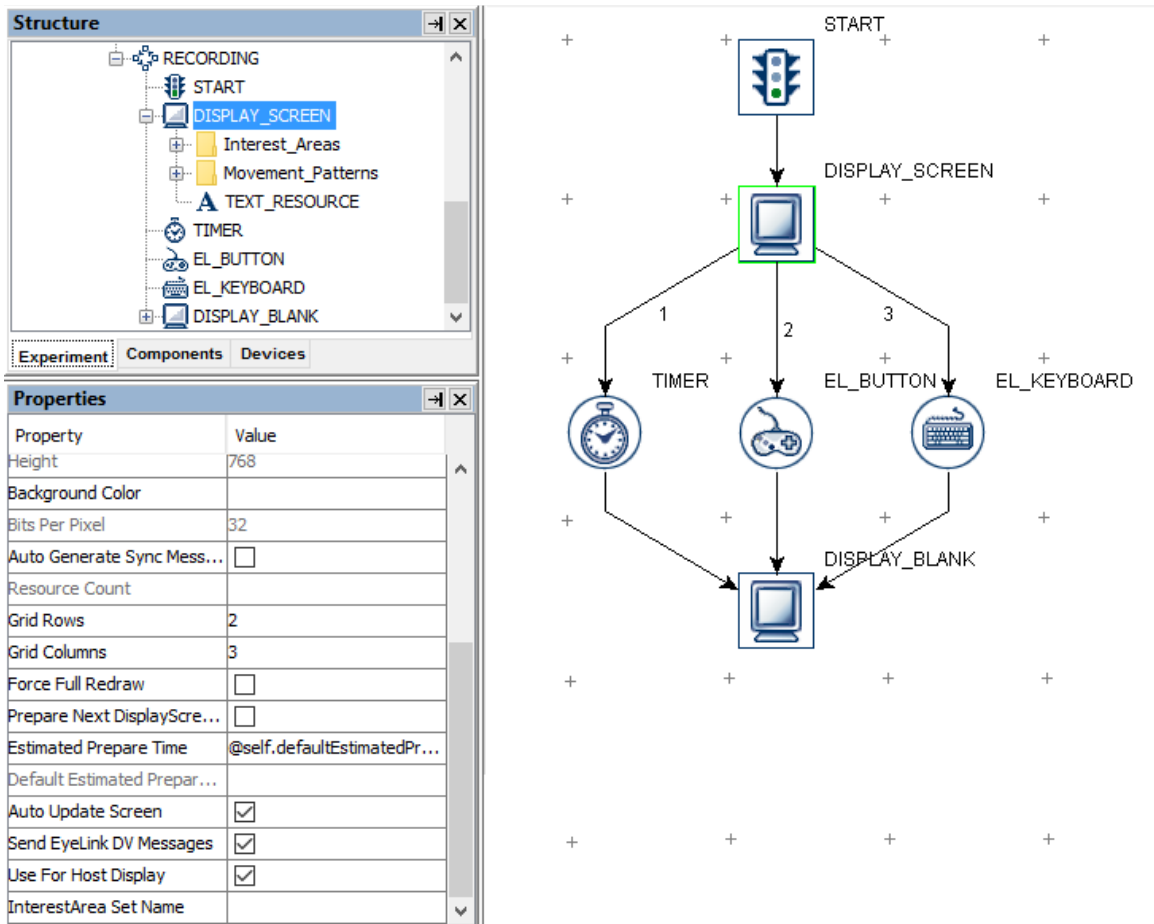 Structure
RECORDING
START
DISPLAY_SCREEN
Interest_Areas
Movement_Patterns
A TEXT_RESOURCE
TIMER
EL_BUTTON
EL_KEYBOARD
DISPLAY_BLANK
Experiment Components Devices
Properties
Property Value
Height 768
Background Color
Bits Per Pixel 32
Auto Generate Sync Mess...
Resource Count
Grid Rows 2
Grid Columns 3
Force Full Redraw
Prepare Next DisplayScre...
Estimated Prepare Time @self.defaultEstimatedPr...
Default Estimated Prepar...
Auto Update Screen
Send EyeLink DV Messages
Use For Host Display
InterestArea Set Name
START
DISPLAY_SCREEN
1 2 3
TIMER EL_BUTTON EL_KEYBOARD
DISPLAY_BLANK